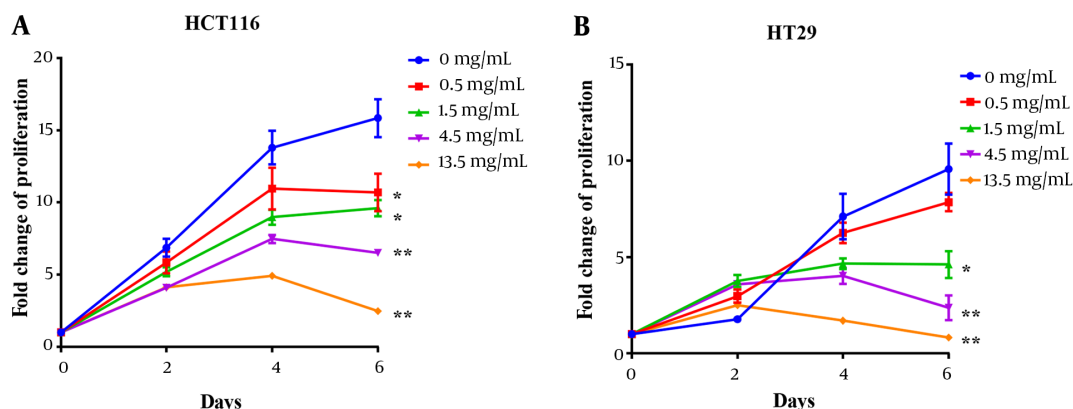 A
HCT116
Fold change of proliferation
20
15
10
5
0
0 2 4 6
Days
0 mg/mL
0.5 mg/mL
1.5 mg/mL
4.5 mg/mL
13.5 mg/mL
*
*
**
**
B
HT29
Fold change of proliferation
15
10
5
0
0 2 4 6
Days
0 mg/mL
0.5 mg/mL
1.5 mg/mL
4.5 mg/mL
13.5 mg/mL
*
**
**